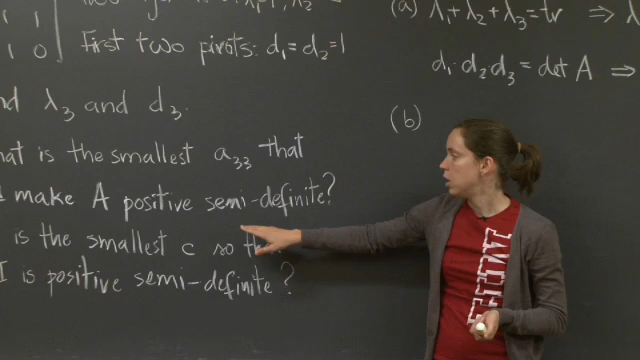 1 1
1 0
First two pivots: d₁ = d₂ = 1
nd λ₃ and d₃.
hat is the smallest a₃₃ that
d make A positive semi-definite?
is the smallest c so th
I is positive semi-definite?
(a) λ₁ + λ₂ + λ₃ = tr ⇒ λ
d₁ · d₂ · d₃ = det A ⇒
(b)